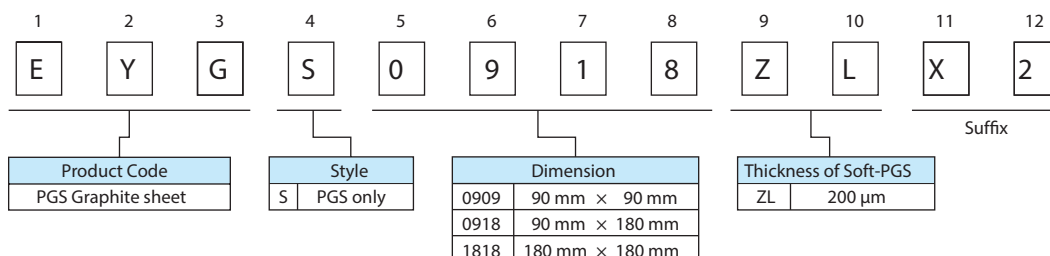 1 2 3 4 5 6 7 8 9 10 11 12
E Y G S 0 9 1 8 Z L X 2
Suffix
Product Code
PGS Graphite sheet
Style
S PGS only
Dimension
0909 90 mm × 90 mm
0918 90 mm × 180 mm
1818 180 mm × 180 mm
Thickness of Soft-PGS
ZL 200 µm